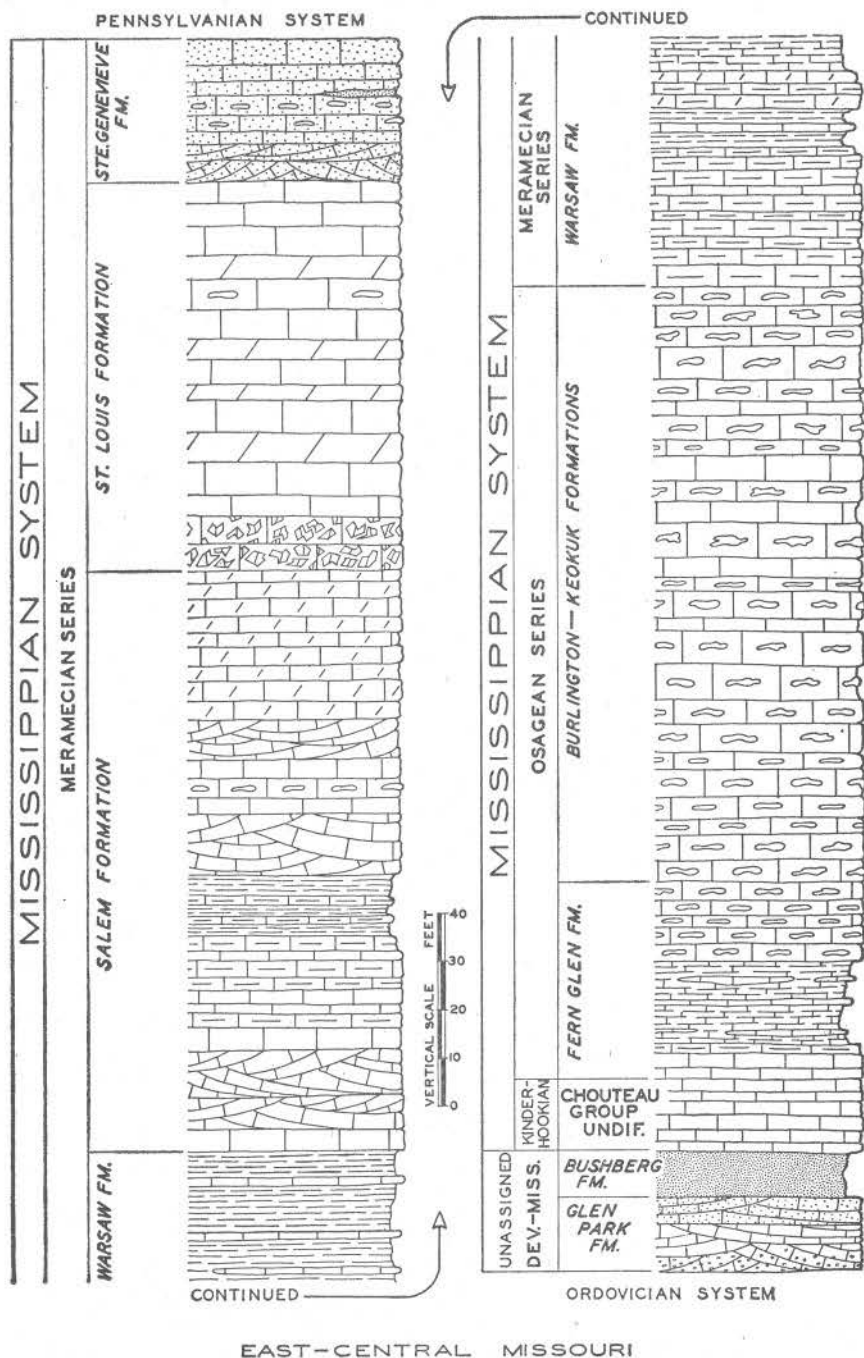 PENNSYLVANIAN SYSTEM
MISSISSIPPIAN SYSTEM
MERAMECIAN SERIES
STE. GENEVIEVE
FM.
ST. LOUIS FORMATION
SALEM FORMATION
WARSAW FM.
VERTICAL SCALE FEET
40
30
20
10
0
CONTINUED
CONTINUED
MISSISSIPPIAN SYSTEM
MERAMECIAN
SERIES
WARSAW FM.
OSAGEAN SERIES
BURLINGTON—KEOKUK FORMATIONS
FERN GLEN FM.
KINDER-
HOOKIAN
CHOUTEAU
GROUP
UNDIF.
UNASSIGNED
DEV.-MISS.
BUSHBERG
FM.
GLEN
PARK
FM.
ORDOVICIAN SYSTEM
EAST-CENTRAL MISSOURI